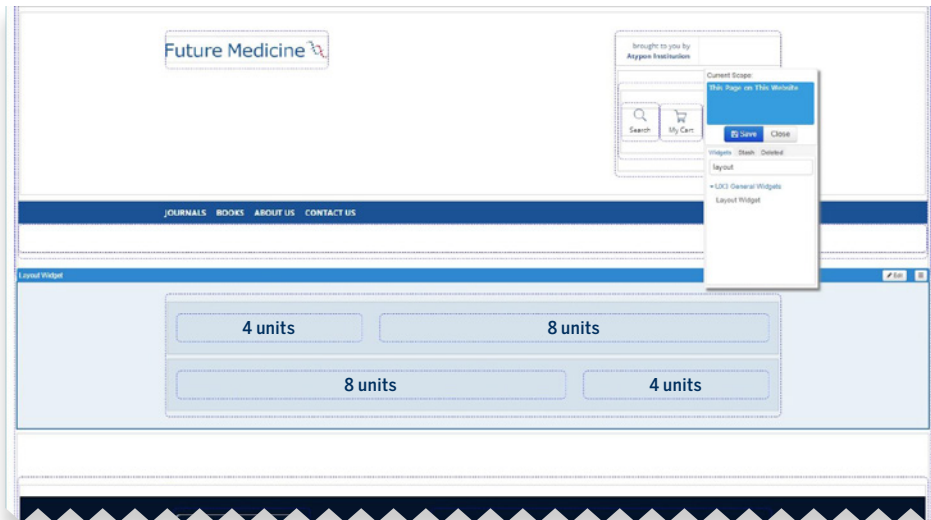 Future Medicine
brought to you by
Atypon Institution
Search
My Cart
Current Scope:
This Page on This Website
Save
Close
Widgets
Stash
Deleted
layout
UX3 General Widgets
Layout Widget
JOURNALS BOOKS ABOUT US CONTACT US
Layout Widget
Edit
4 units
8 units
8 units
4 units